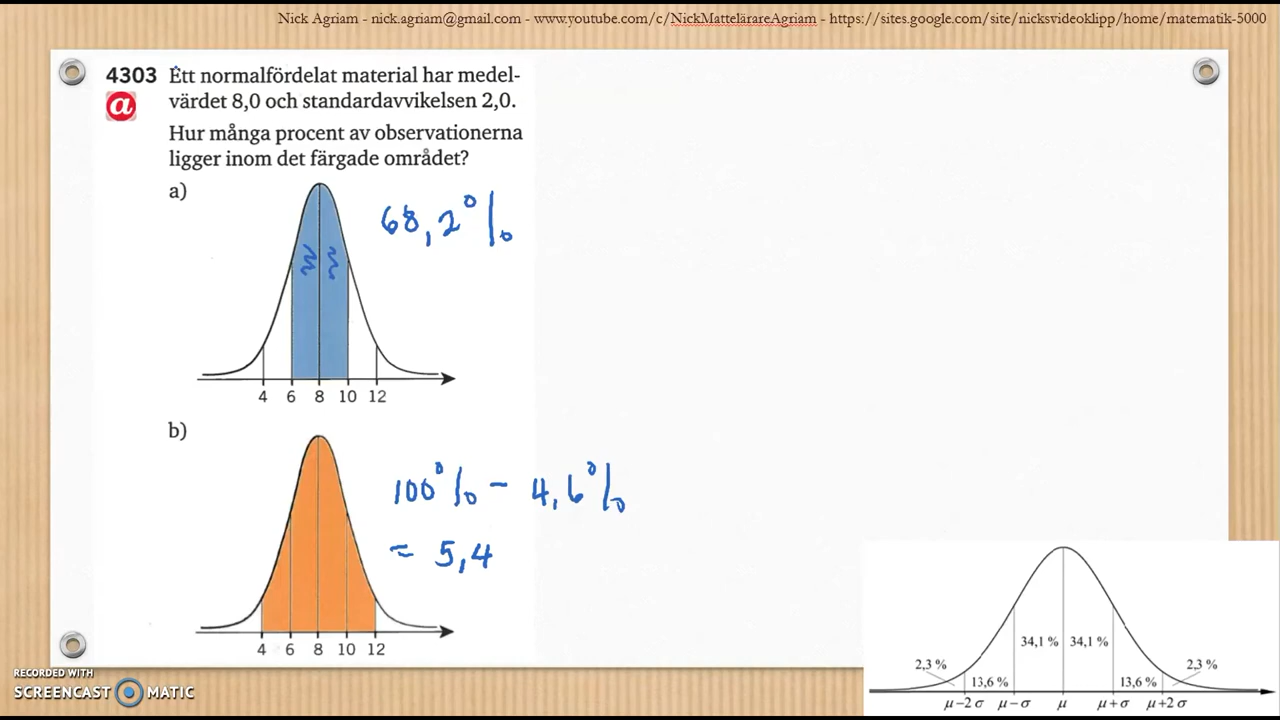 Nick Agriam - nick.agriam@gmail.com - www.youtube.com/c/NickMattelärareAgriam - https://sites.google.com/site/nicksvideoklipp/home/matematik-5000
4303 Ett normalfördelat material har medel-
värdet 8,0 och standardavvikelsen 2,0.
a
Hur många procent av observationerna
ligger inom det färgade området?
a)
68,2%
4 6 8 10 12
b)
100% - 4,6%
= 5,4
4 6 8 10 12
34,1 % 34,1 %
2,3 % 2,3 %
13,6 % 13,6 %
μ−2σ μ−σ μ μ+σ μ+2σ
RECORDED WITH
SCREENCAST MATIC